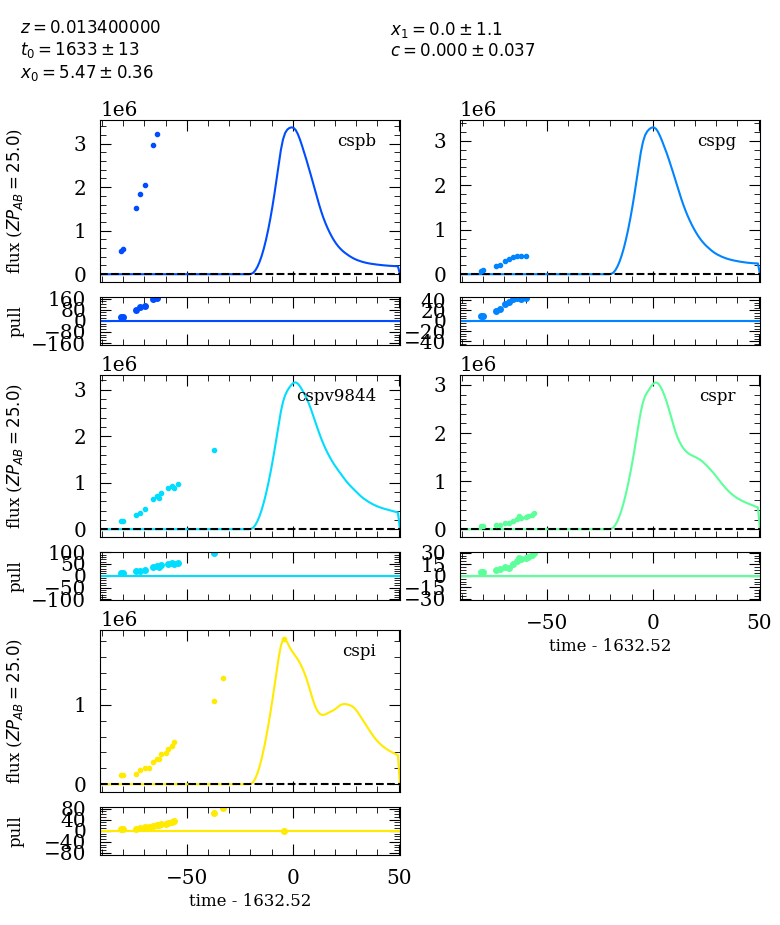 z = 0.013400000
t₀ = 1633 ± 13
x₀ = 5.47 ± 0.36
x₁ = 0.0 ± 1.1
c = 0.000 ± 0.037
1e6
cspb
flux (ZP_AB = 25.0)
3
2
1
0
pull
160
80
0
−80
−160
1e6
cspg
3
2
1
0
40
20
0
−20
−40
1e6
cspv9844
flux (ZP_AB = 25.0)
3
2
1
0
pull
100
50
0
−50
−100
1e6
cspr
3
2
1
0
30
15
0
−15
−30
−50 0 50
time - 1632.52
1e6
cspi
flux (ZP_AB = 25.0)
1
0
pull
80
40
0
−40
−80
−50 0 50
time - 1632.52